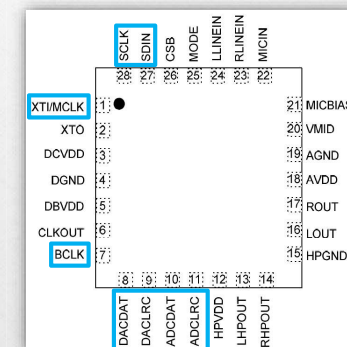 SCLK
SDIN
CSB
MODE
LLINEIN
RLINEIN
MICIN
28 27 26 25 24 23 22
XTI/MCLK 1
XTO 2
DCVDD 3
DGND 4
DBVDD 5
CLKOUT 6
BCLK 7
21 MICBIAS
20 VMID
19 AGND
18 AVDD
17 ROUT
16 LOUT
15 HPGND
8 9 10 11 12 13 14
DACDAT
DACLRC
ADCDAT
ADCLRC
HPVDD
LHPOUT
RHPOUT